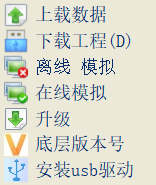 上载数据
下载工程(D)
离线 模拟
在线模拟
升级
底层版本号
安装usb驱动